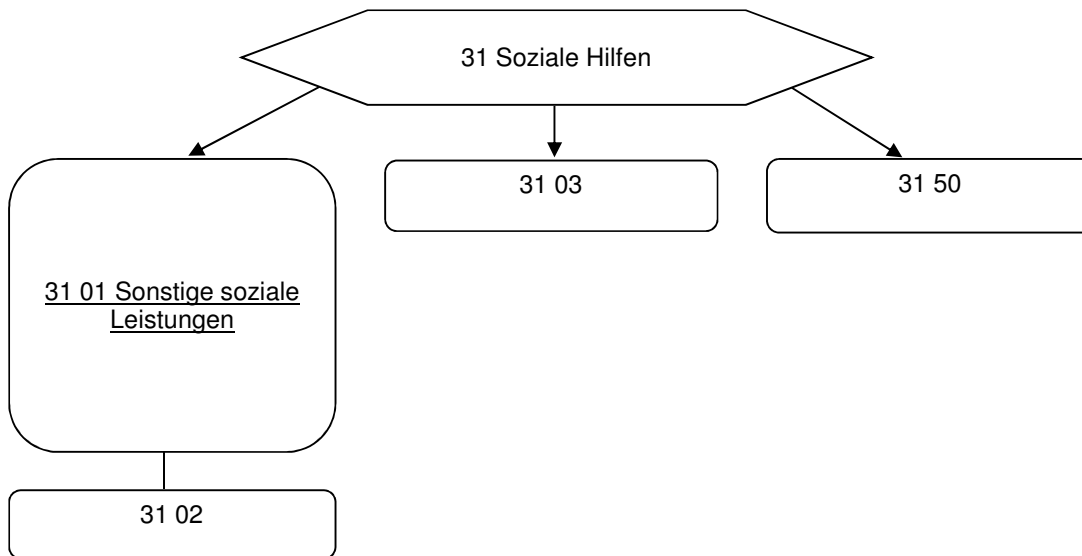 31 Soziale Hilfen
31 03
31 50
31 01 Sonstige soziale
Leistungen
31 02